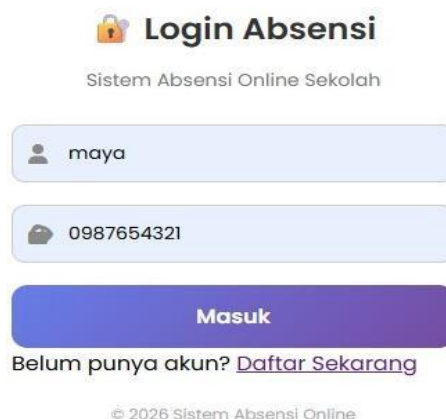 Login Absensi
Sistem Absensi Online Sekolah
maya
0987654321
Masuk
Belum punya akun? Daftar Sekarang
© 2026 Sistem Absensi Online